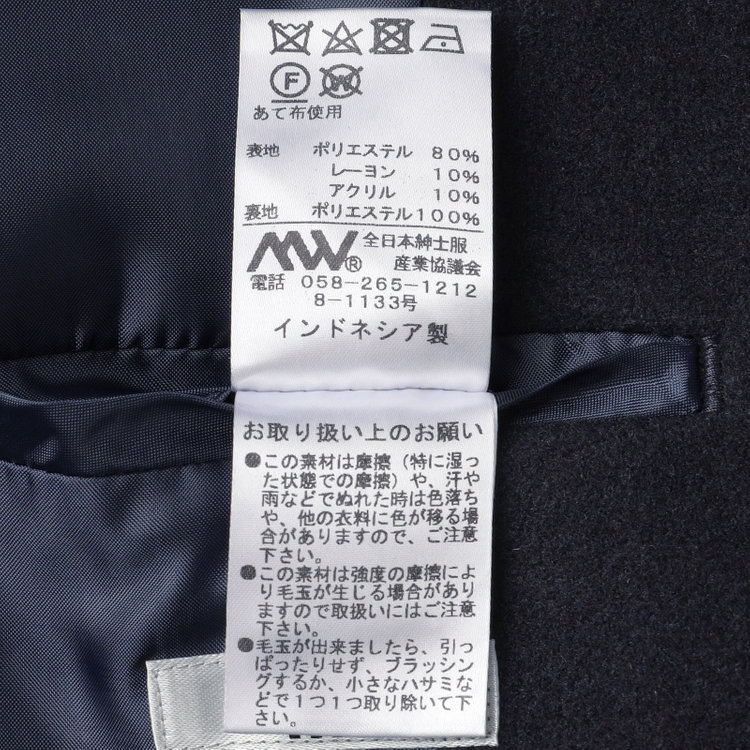 F W
あて布使用
表地 ポリエステル 80%
レーヨン 10%
アクリル 10%
裏地 ポリエステル100%
MW® 全日本紳士服
産業協議会
電話 058-265-1212
8-1133号
インドネシア製
お取り扱い上のお願い
●この素材は摩擦(特に湿っ
た状態での摩擦)や、汗や
雨などでぬれた時は色落ち
や、他の衣料に色が移る場
合がありますので、ご注意
下さい。
●この素材は強度の摩擦によ
り毛玉が生じる場合があり
ますので取扱いにはご注意
下さい。
●毛玉が出来ましたら、引っ
ぱったりせず、ブラッシン
グするか、小さなハサミな
どで1つ1つ取り除いて下
さい。